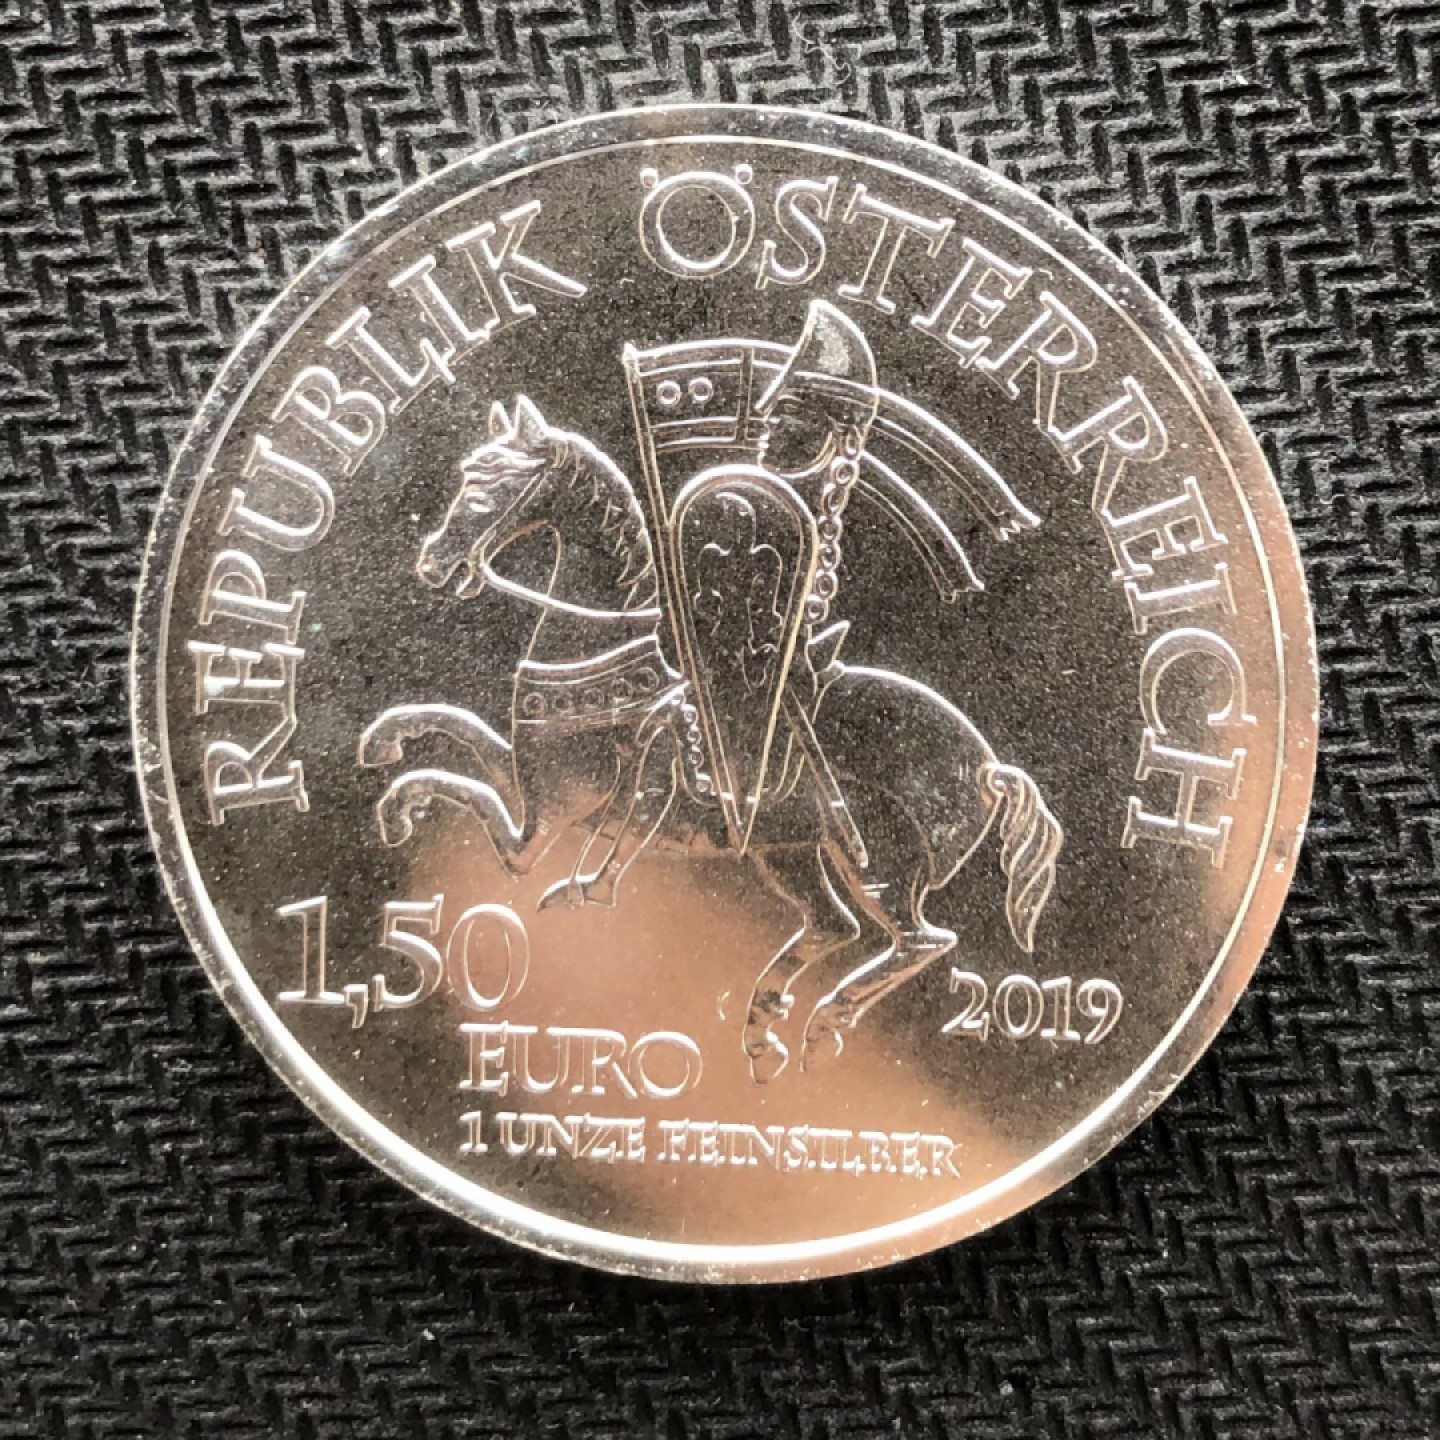 REPUBLIK ÖSTERREICH
1,50
EURO
2019
1 UNZE FEINSILBER